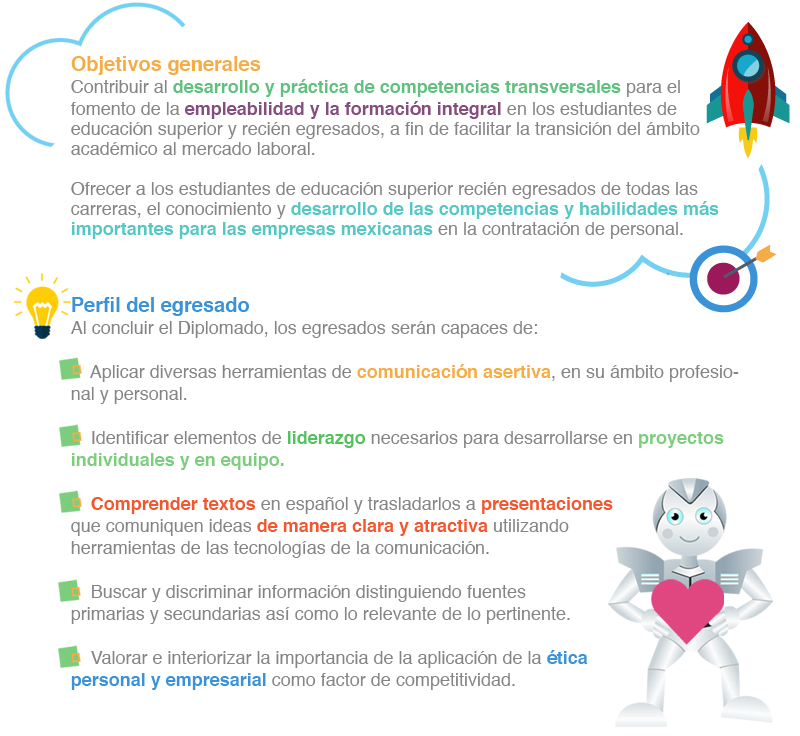 Objetivos generales
Contribuir al desarrollo y práctica de competencias transversales para el
fomento de la empleabilidad y la formación integral en los estudiantes de
educación superior y recién egresados, a fin de facilitar la transición del ámbito
académico al mercado laboral.
Ofrecer a los estudiantes de educación superior recién egresados de todas las
carreras, el conocimiento y desarrollo de las competencias y habilidades más
importantes para las empresas mexicanas en la contratación de personal.
Perfil del egresado
Al concluir el Diplomado, los egresados serán capaces de:
Aplicar diversas herramientas de comunicación asertiva, en su ámbito profesio-
nal y personal.
Identificar elementos de liderazgo necesarios para desarrollarse en proyectos
individuales y en equipo.
Comprender textos en español y trasladarlos a presentaciones
que comuniquen ideas de manera clara y atractiva utilizando
herramientas de las tecnologías de la comunicación.
Buscar y discriminar información distinguiendo fuentes
primarias y secundarias así como lo relevante de lo pertinente.
Valorar e interiorizar la importancia de la aplicación de la ética
personal y empresarial como factor de competitividad.